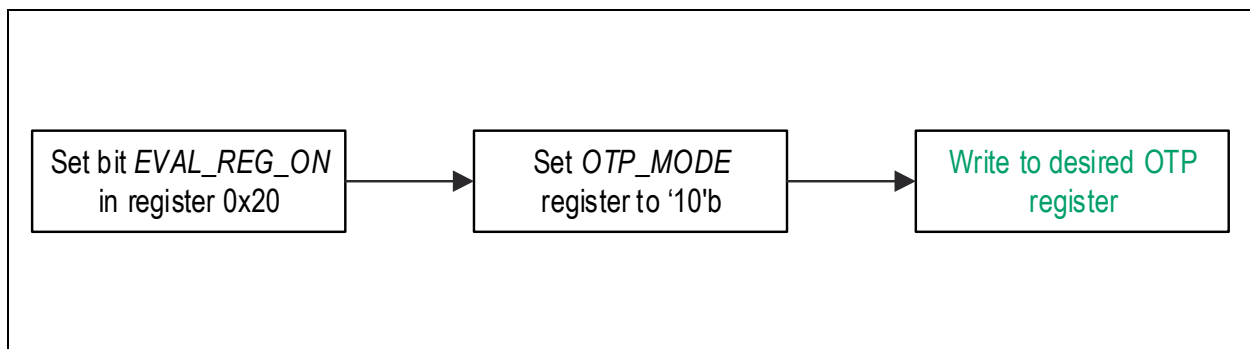 Set bit EVAL_REG_ON
in register 0x20
Set OTP_MODE
register to ‘10'b
Write to desired OTP
register